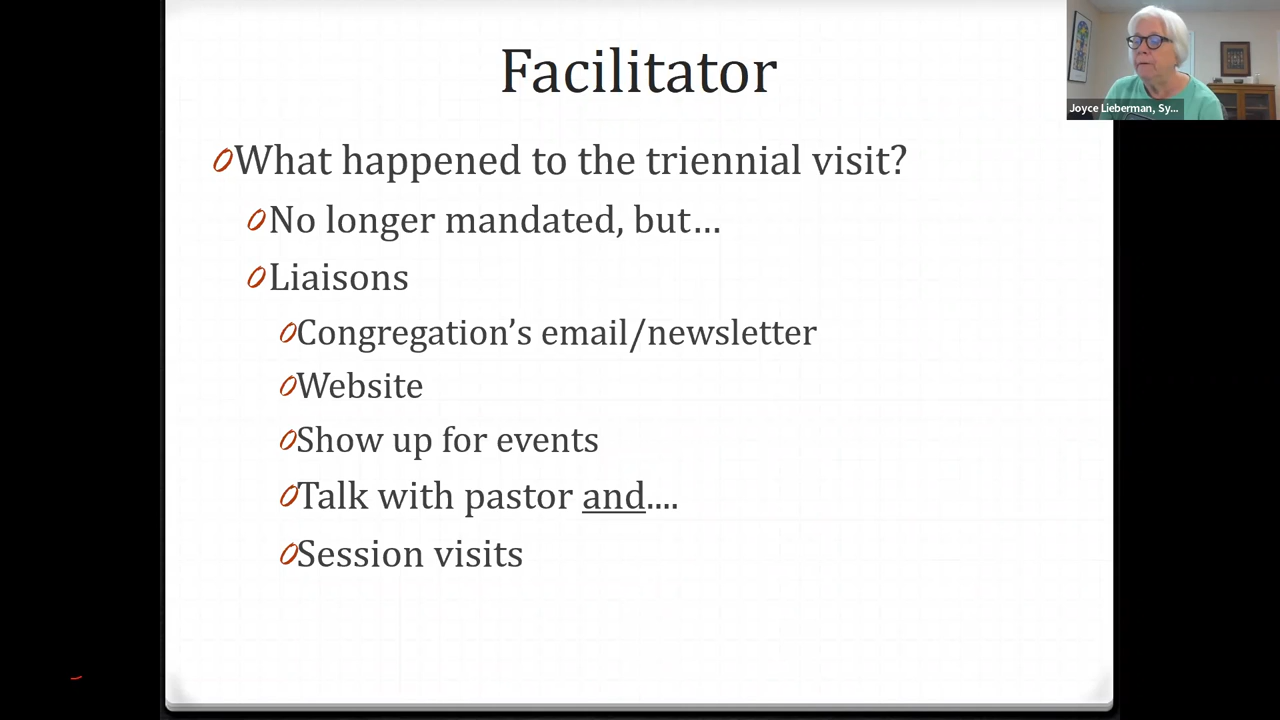 Facilitator
What happened to the triennial visit?
No longer mandated, but...
Liaisons
Congregation’s email/newsletter
Website
Show up for events
Talk with pastor and....
Session visits
Joyce Lieberman, Sy...